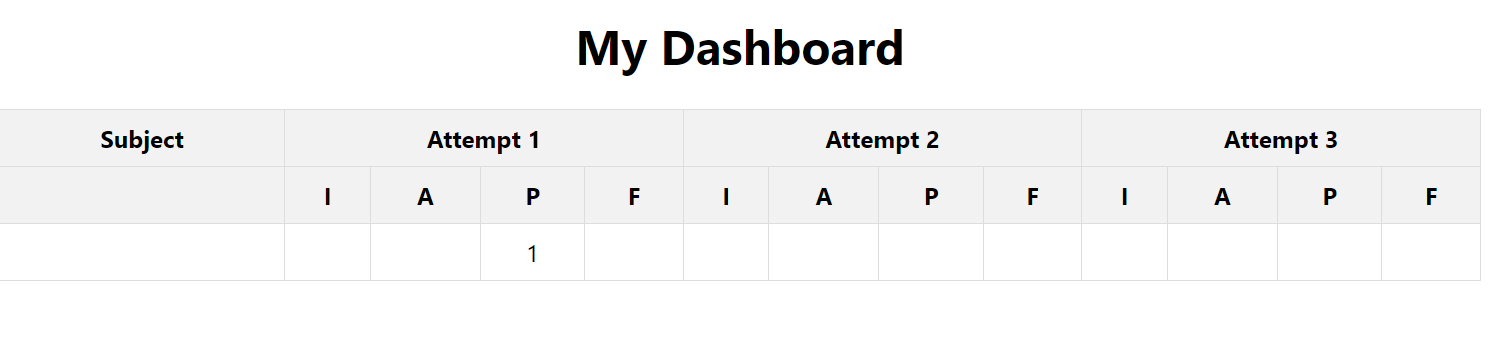 My Dashboard
Subject Attempt 1 Attempt 2 Attempt 3
I A P F I A P F I A P F
1